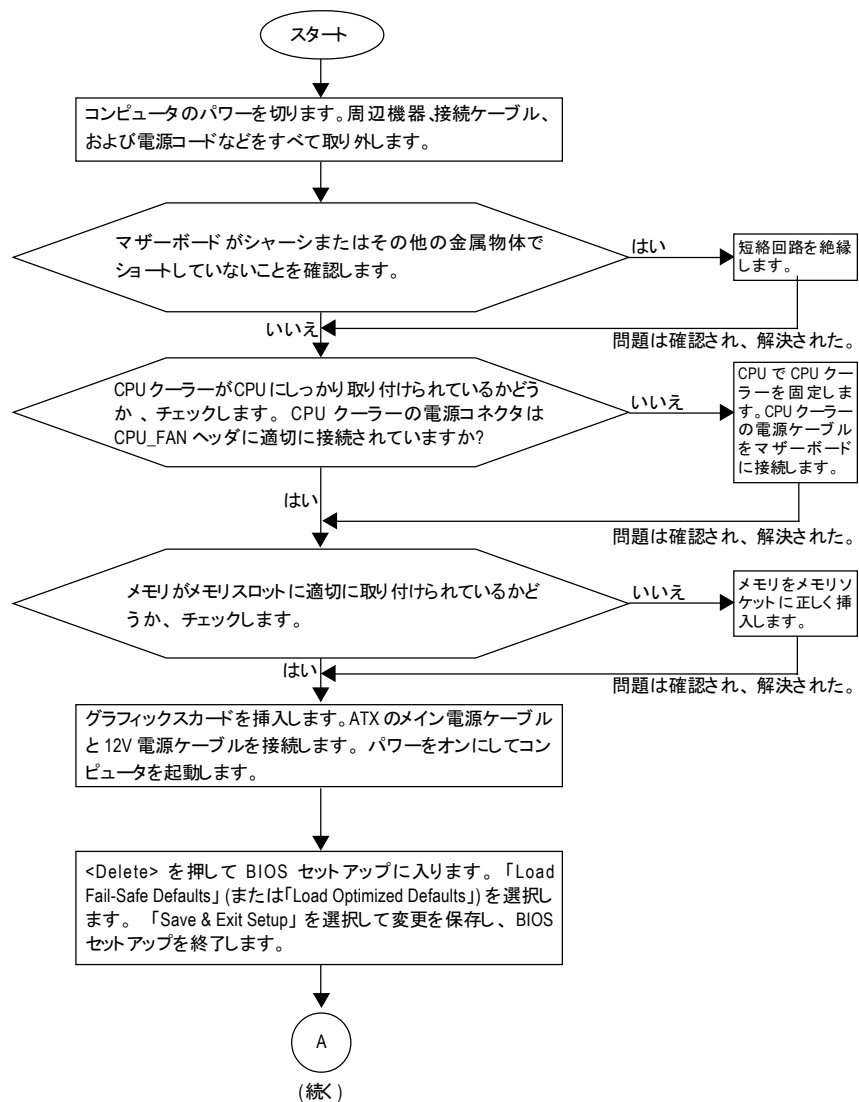 スタート
コンピュータのパワーを切ります。周辺機器、接続ケーブル、
および電源コードなどをすべて取り外します。
マザーボードがシャーシまたはその他の金属物体で
ショートしていないことを確認します。
はい
短絡回路を絶縁
します。
いいえ
問題は確認され、解決された。
CPUクーラーがCPUにしっかり取り付けられているかどう
か、チェックします。CPU クーラーの電源コネクタは
CPU_FAN ヘッダに適切に接続されていますか?
いいえ
CPU で CPU クー
ラーを固定しま
す。CPU クーラー
の電源ケーブル
をマザーボード
に接続します。
はい
問題は確認され、解決された。
メモリがメモリスロットに適切に取り付けられているかど
うか、チェックします。
いいえ
メモリをメモリソ
ケットに正しく挿
入します。
はい
問題は確認され、解決された。
グラフィックスカードを挿入します。ATX のメイン電源ケーブル
と 12V 電源ケーブルを接続します。パワーをオンにしてコン
ピュータを起動します。
<Delete> を押して BIOS セットアップに入ります。「Load
Fail-Safe Defaults」(または「Load Optimized Defaults」) を選択し
ます。「Save & Exit Setup」を選択して変更を保存し、BIOS
セットアップを終了します。
A
(続く)